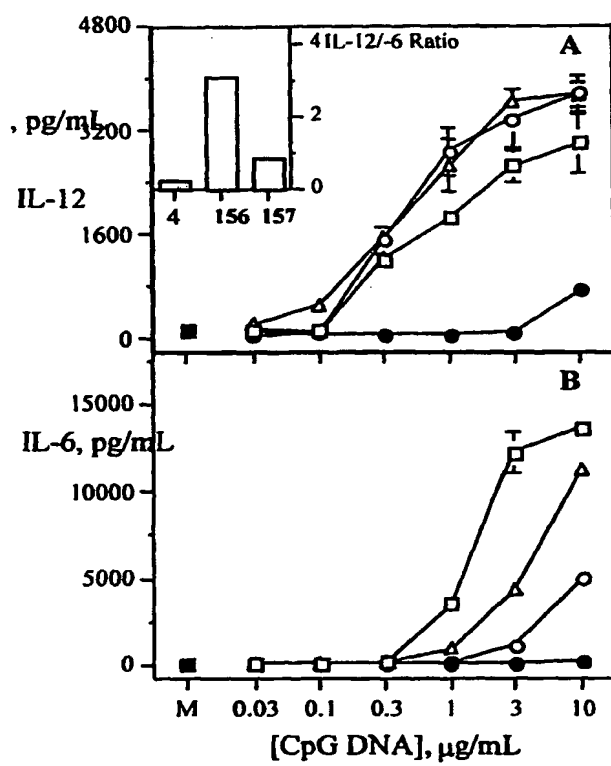 4800
4 IL-12/-6 Ratio
A
, pg/mL
3200
2
IL-12
0
4 156 157
1600
0
B
15000
IL-6, pg/mL
10000
5000
0
M 0.03 0.1 0.3 1 3 10
[CpG DNA], μg/mL